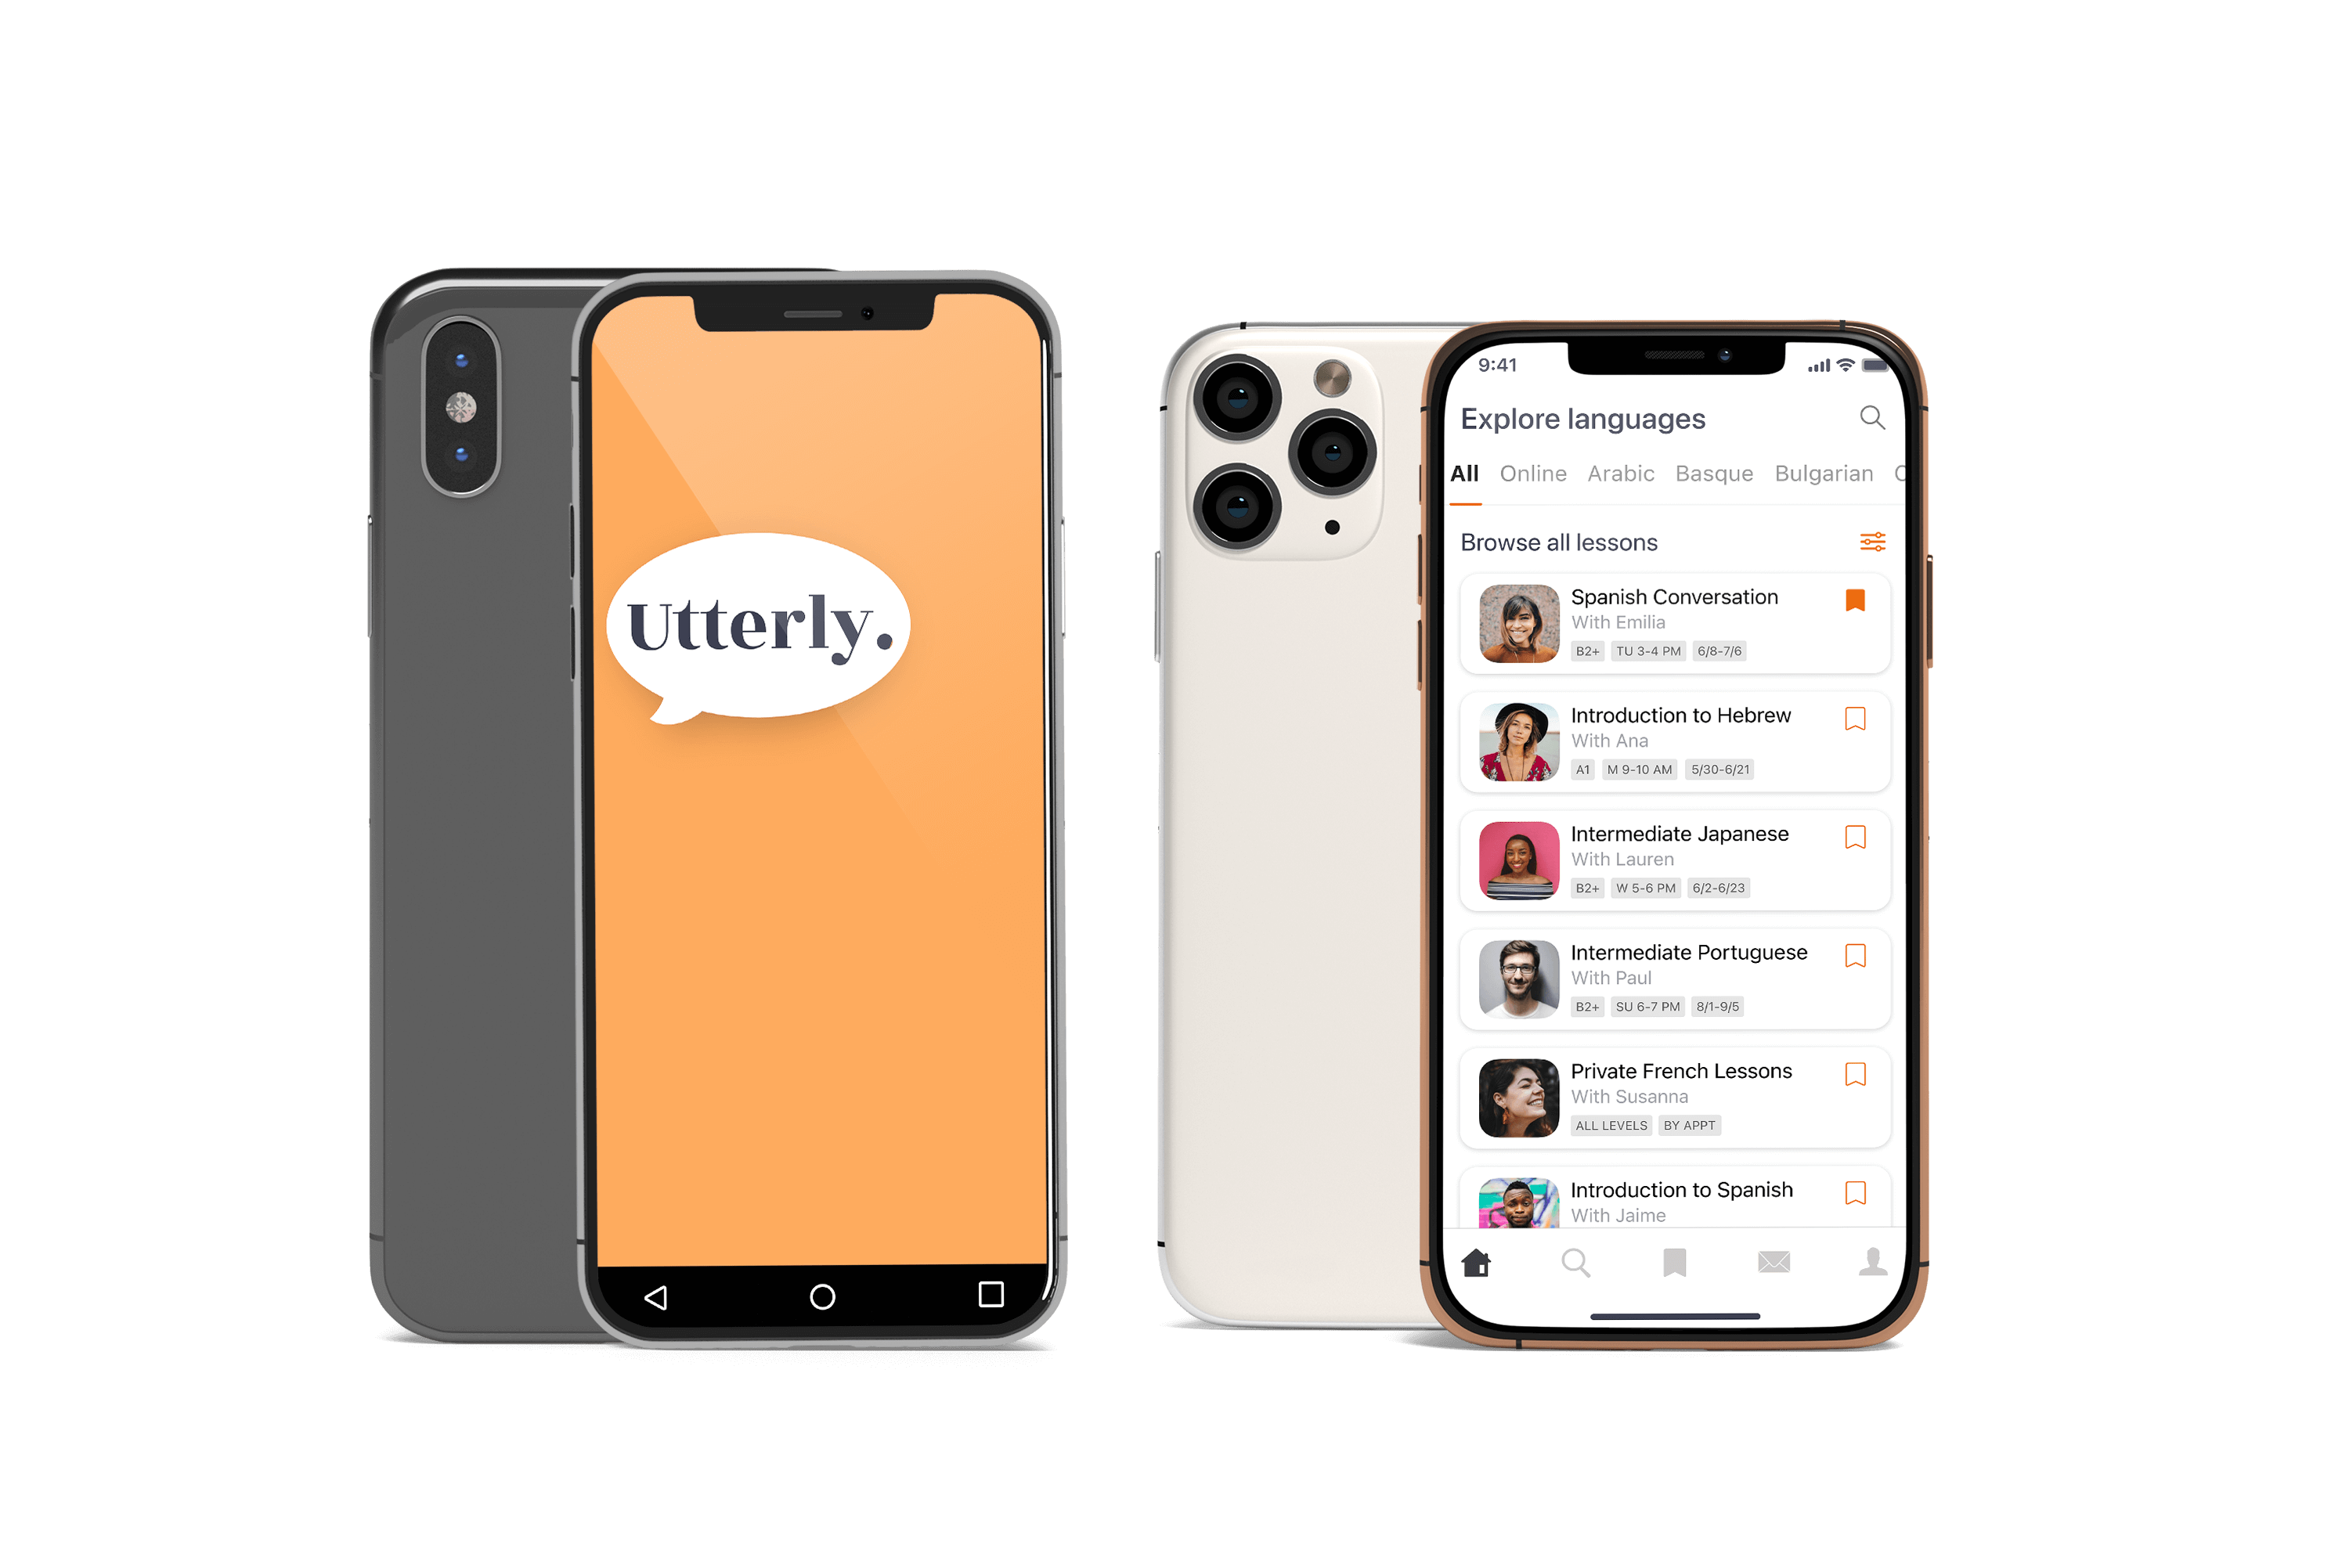 Utterly.
9:41
Explore languages
All Online Arabic Basque Bulgarian C
Browse all lessons
Spanish Conversation
With Emilia
B2+ TU 3-4 PM 6/8-7/6
Introduction to Hebrew
With Ana
A1 M 9-10 AM 5/30-6/21
Intermediate Japanese
With Lauren
B2+ W 5-6 PM 6/2-6/23
Intermediate Portuguese
With Paul
B2+ SU 6-7 PM 8/1-9/5
Private French Lessons
With Susanna
ALL LEVELS BY APPT
Introduction to Spanish
With Jaime